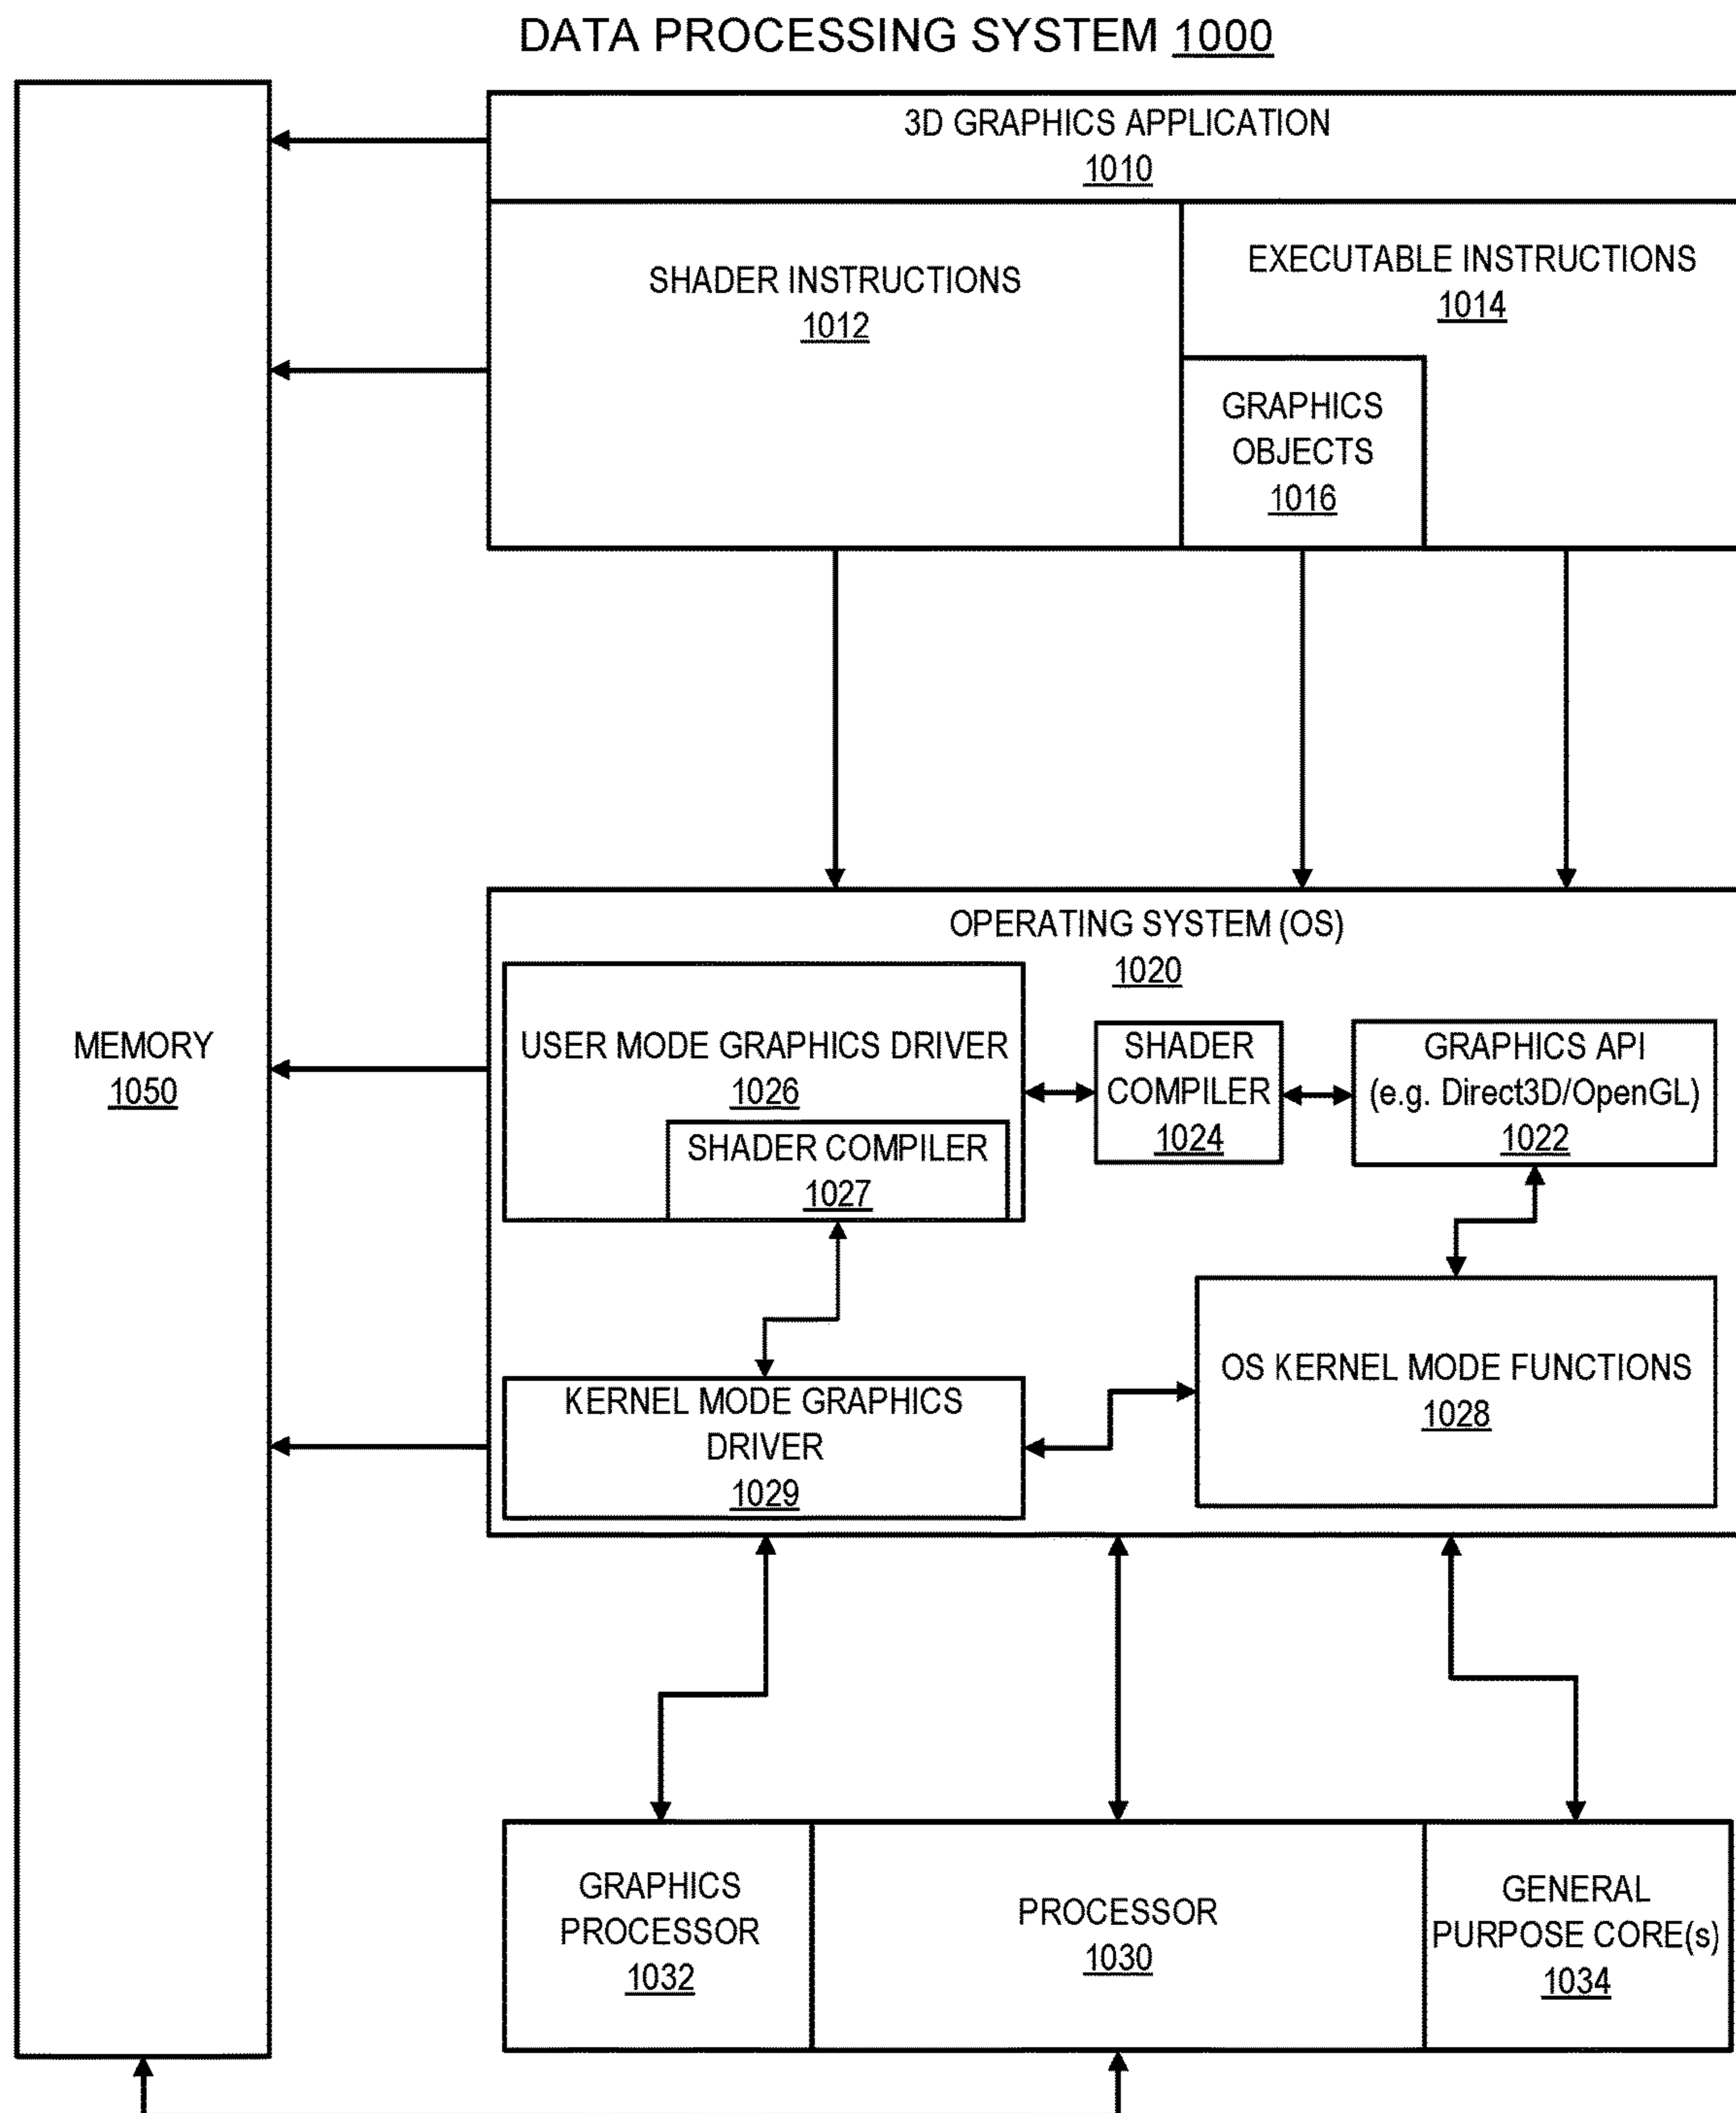 DATA PROCESSING SYSTEM 1000
3D GRAPHICS APPLICATION
1010
SHADER INSTRUCTIONS
1012
EXECUTABLE INSTRUCTIONS
1014
GRAPHICS
OBJECTS
1016
OPERATING SYSTEM (OS)
1020
MEMORY
1050
USER MODE GRAPHICS DRIVER
1026
SHADER COMPILER
1027
SHADER
COMPILER
1024
GRAPHICS API
(e.g. Direct3D/OpenGL)
1022
KERNEL MODE GRAPHICS
DRIVER
1029
OS KERNEL MODE FUNCTIONS
1028
GRAPHICS
PROCESSOR
1032
PROCESSOR
1030
GENERAL
PURPOSE CORE(s)
1034